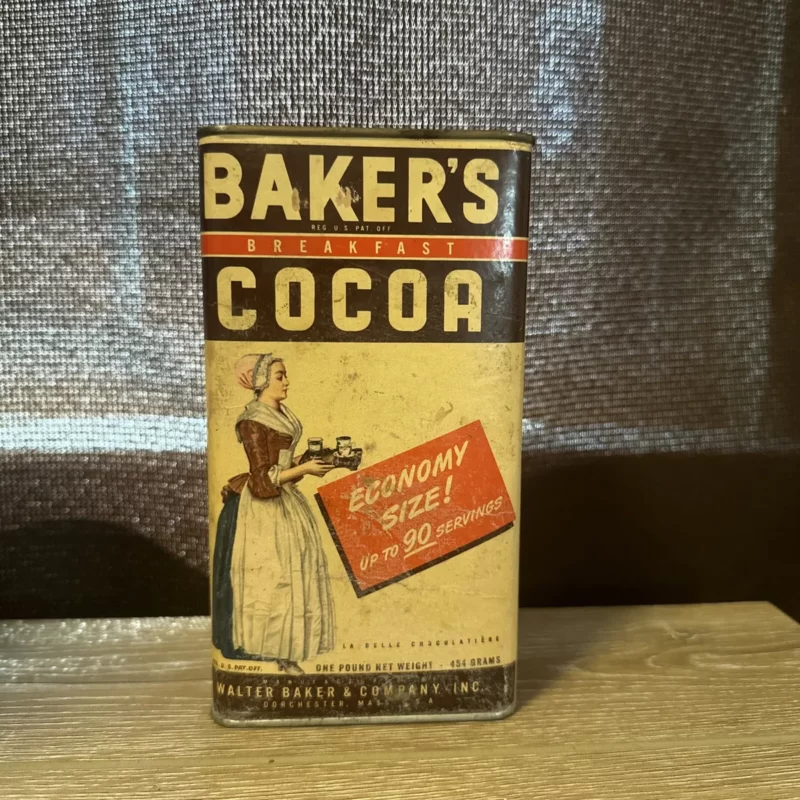 BAKER'S
REG U S PAT OFF
BREAKFAST
COCOA
ECONOMY
SIZE!
UP TO 90 SERVINGS
LA BELLE CHOCOLATIÈRE
U.S. PAT. OFF.
ONE POUND NET WEIGHT · 454 GRAMS
WALTER BAKER & COMPANY INC.
DORCHESTER, MASS. U.S.A